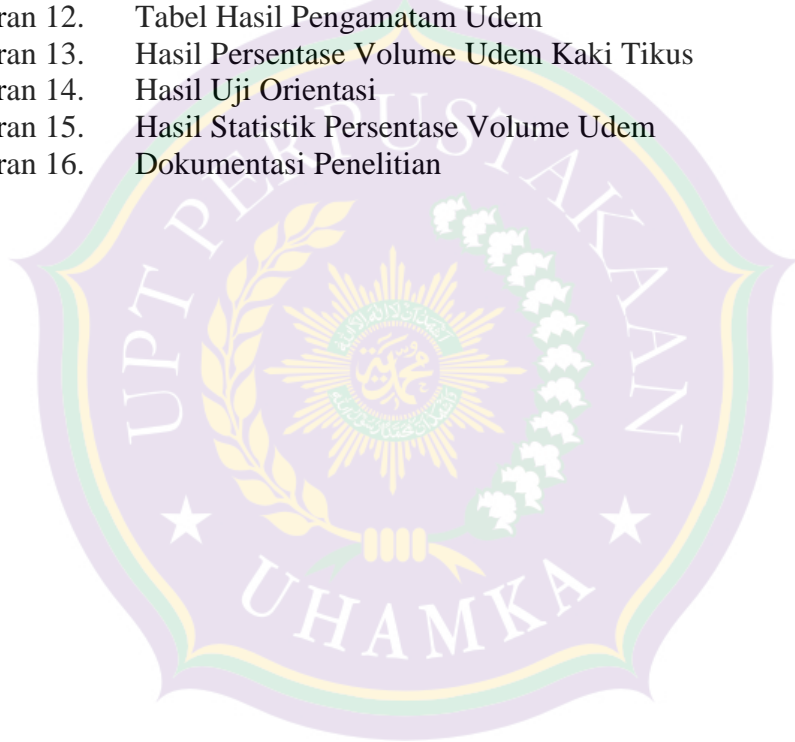 ran 12. Tabel Hasil Pengamatam Udem
ran 13. Hasil Persentase Volume Udem Kaki Tikus
ran 14. Hasil Uji Orientasi
ran 15. Hasil Statistik Persentase Volume Udem
ran 16. Dokumentasi Penelitian
UPT PERPUSTAKAAN
محمدية
UHAMKA